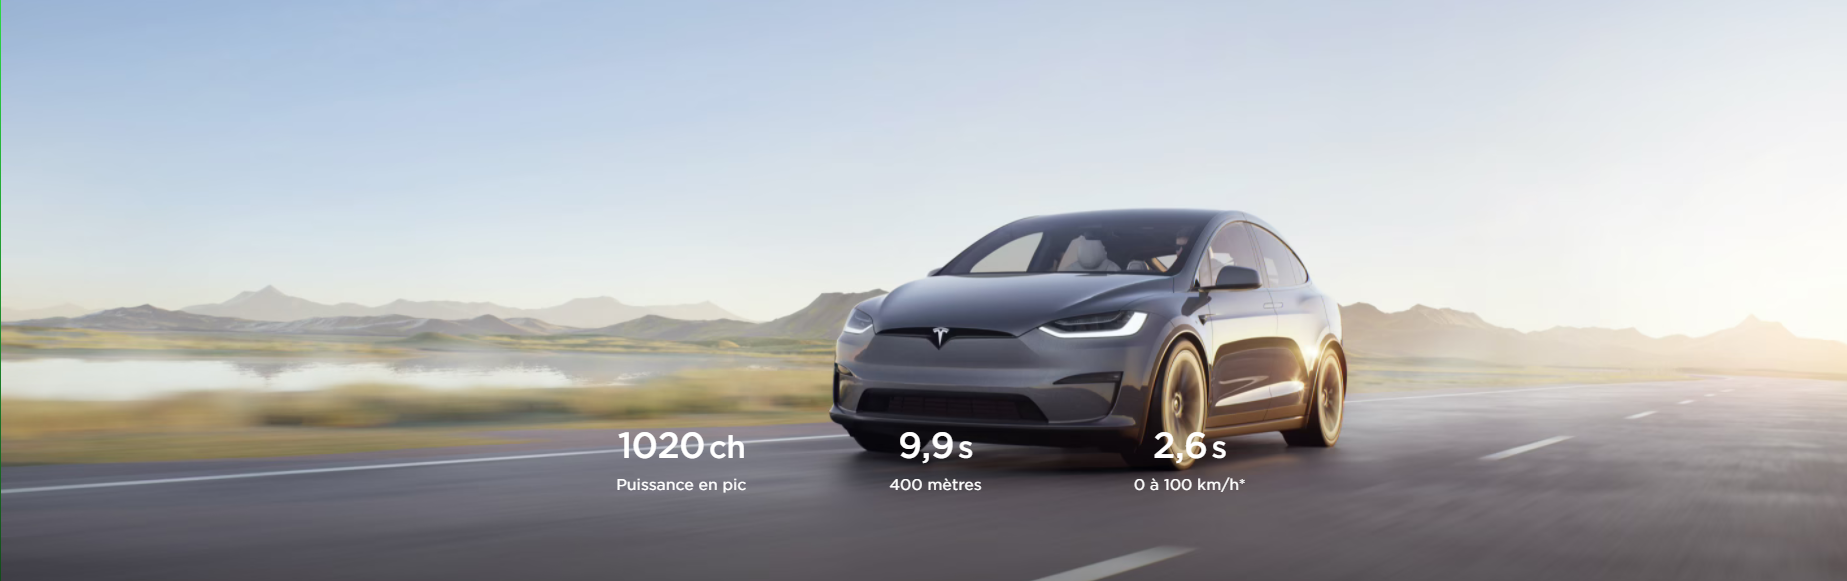 1020 ch 9,9 s 2,6 s
Puissance en pic 400 mètres 0 à 100 km/h*